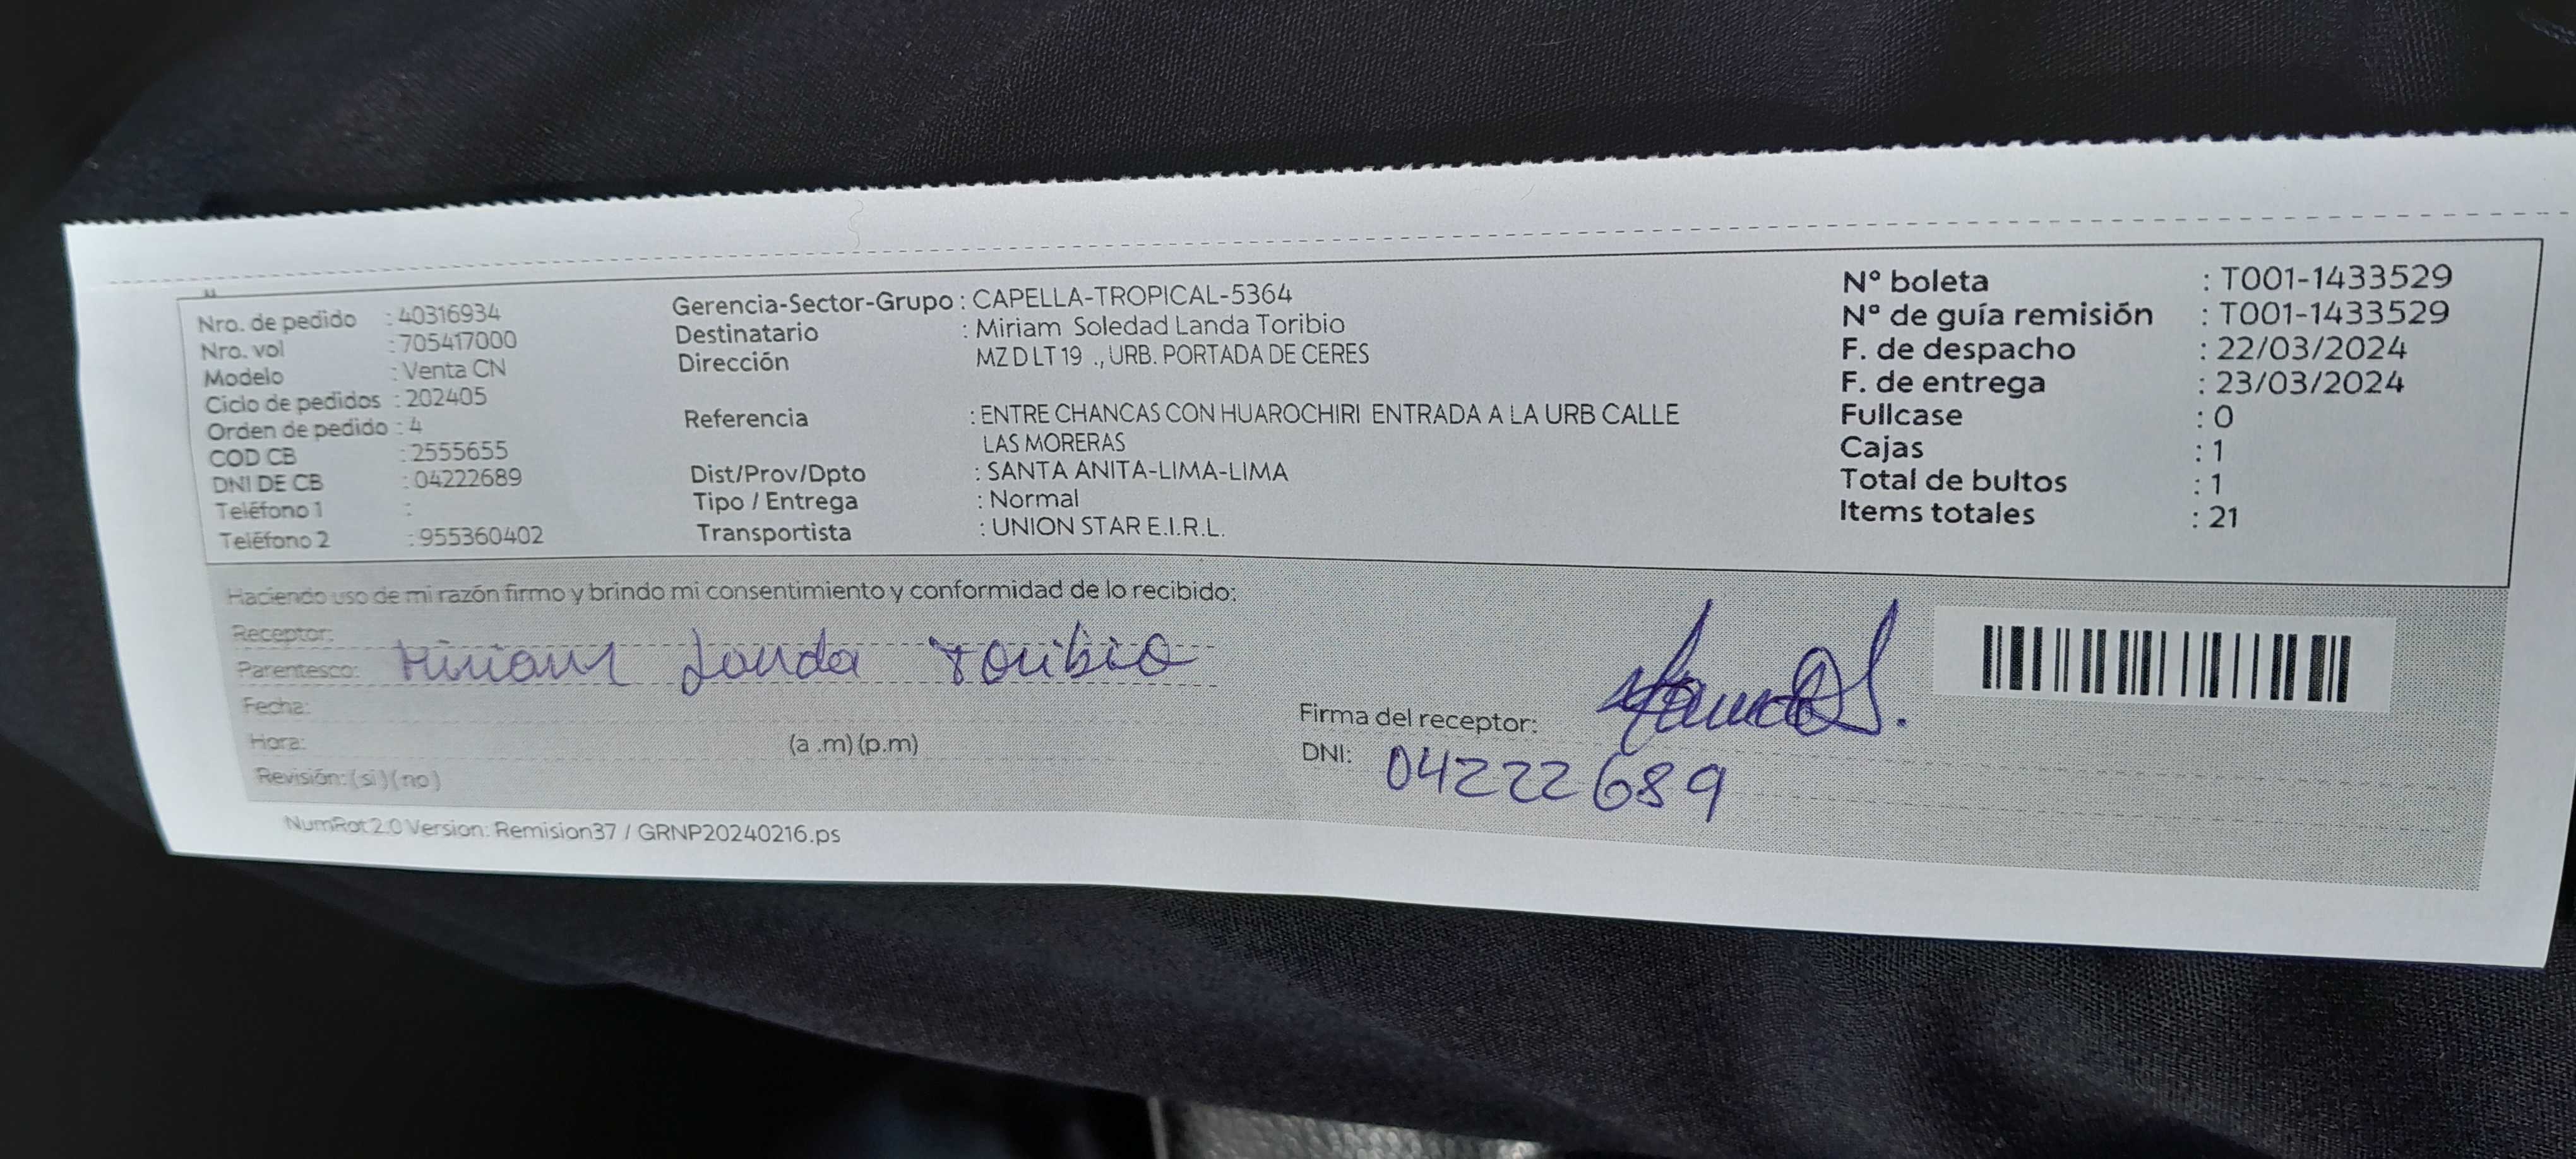 Nro. de pedido : 40316934
Nro. vol : 705417000
Modelo : Venta CN
Ciclo de pedidos : 202405
Orden de pedido : 4
COD CB : 2555655
DNI DE CB : 04222689
Teléfono 1 :
Teléfono 2 : 955360402
Gerencia-Sector-Grupo : CAPELLA-TROPICAL-5364
Destinatario : Miriam Soledad Landa Toribio
Dirección MZ D LT 19 ., URB. PORTADA DE CERES
Referencia : ENTRE CHANCAS CON HUAROCHIRI ENTRADA A LA URB CALLE
LAS MORERAS
Dist/Prov/Dpto : SANTA ANITA-LIMA-LIMA
Tipo / Entrega : Normal
Transportista : UNION STAR E.I.R.L.
Nº boleta : T001-1433529
Nº de guía remisión : T001-1433529
F. de despacho : 22/03/2024
F. de entrega : 23/03/2024
Fullcase : 0
Cajas : 1
Total de bultos : 1
Items totales : 21
Haciendo uso de mi razón firmo y brindo mi consentimiento y conformidad de lo recibido:
Receptor:
Parentesco: Miriam Landa Toribio
Fecha:
Hora: (a .m) (p.m)
Revisión: (si) (no)
Firma del receptor:
DNI: 04222689
NumRot 2.0 Version: Remision37 / GRNP20240216.ps